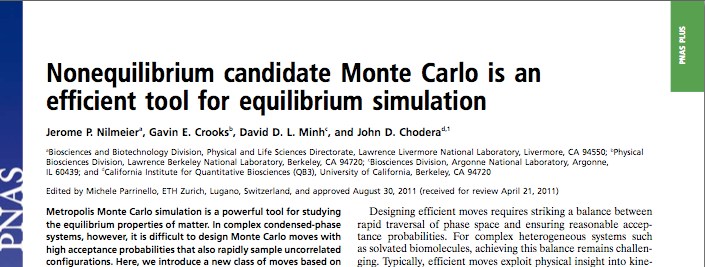 PNAS PLUS
Nonequilibrium candidate Monte Carlo is an
efficient tool for equilibrium simulation
Jerome P. Nilmeierᵃ, Gavin E. Crooksᵇ, David D. L. Minhᶜ, and John D. Choderaᵈ,¹
ᵃBiosciences and Biotechnology Division, Physical and Life Sciences Directorate, Lawrence Livermore National Laboratory, Livermore, CA 94550; ᵇPhysical
Biosciences Division, Lawrence Berkeley National Laboratory, Berkeley, CA 94720; ᶜBiosciences Division, Argonne National Laboratory, Argonne,
IL 60439; and ᵈCalifornia Institute for Quantitative Biosciences (QB3), University of California, Berkeley, CA 94720
Edited by Michele Parrinello, ETH Zurich, Lugano, Switzerland, and approved August 30, 2011 (received for review April 21, 2011)
Metropolis Monte Carlo simulation is a powerful tool for studying
the equilibrium properties of matter. In complex condensed-phase
systems, however, it is difficult to design Monte Carlo moves with
high acceptance probabilities that also rapidly sample uncorrelated
configurations. Here, we introduce a new class of moves based on
Designing efficient moves requires striking a balance between
rapid traversal of phase space and ensuring reasonable accep-
tance probabilities. For complex heterogeneous systems such
as solvated biomolecules, achieving this balance remains challen-
ging. Typically, efficient moves exploit physical insight into kine-
PNAS